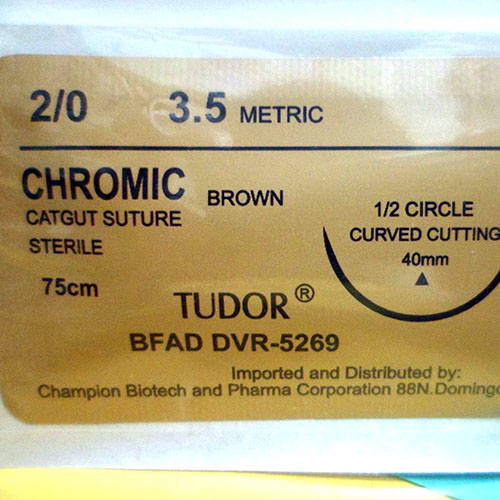 2/0 3.5 METRIC
CHROMIC BROWN
CATGUT SUTURE
STERILE
75cm
1/2 CIRCLE
CURVED CUTTING
40mm
TUDOR®
BFAD DVR-5269
Imported and Distributed by:
Champion Biotech and Pharma Corporation 88N.Domingo